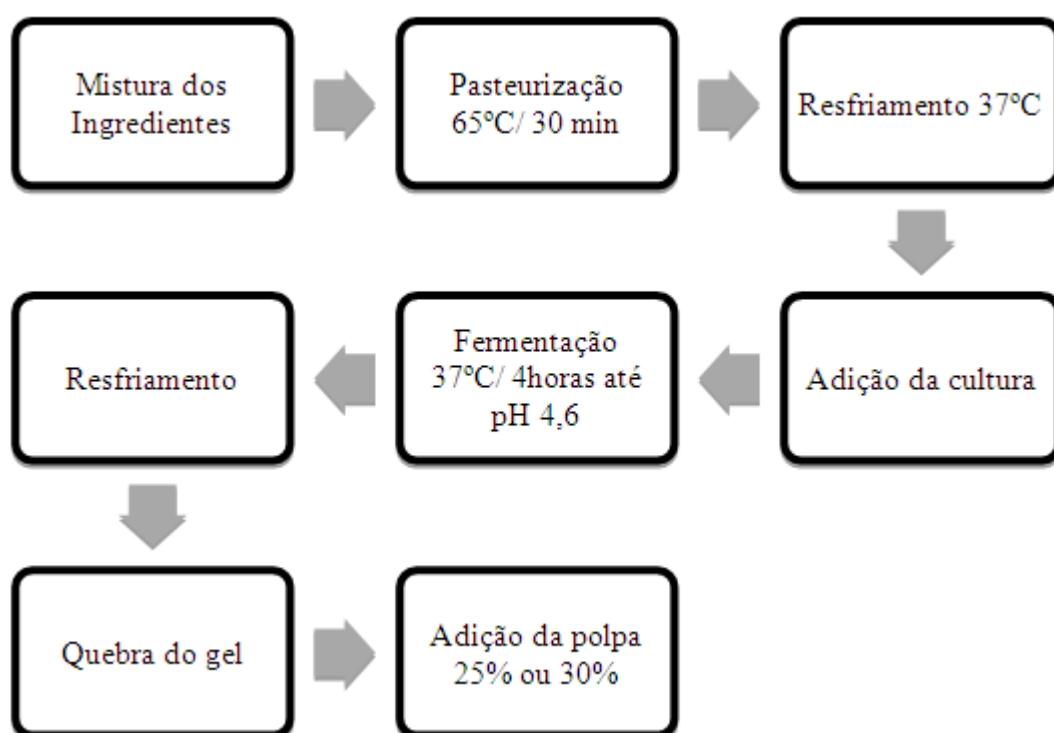 Mistura dos
Ingredientes
Pasteurização
65ºC/ 30 min
Resfriamento 37ºC
Adição da cultura
Fermentação
37ºC/ 4horas até
pH 4,6
Resfriamento
Quebra do gel
Adição da polpa
25% ou 30%